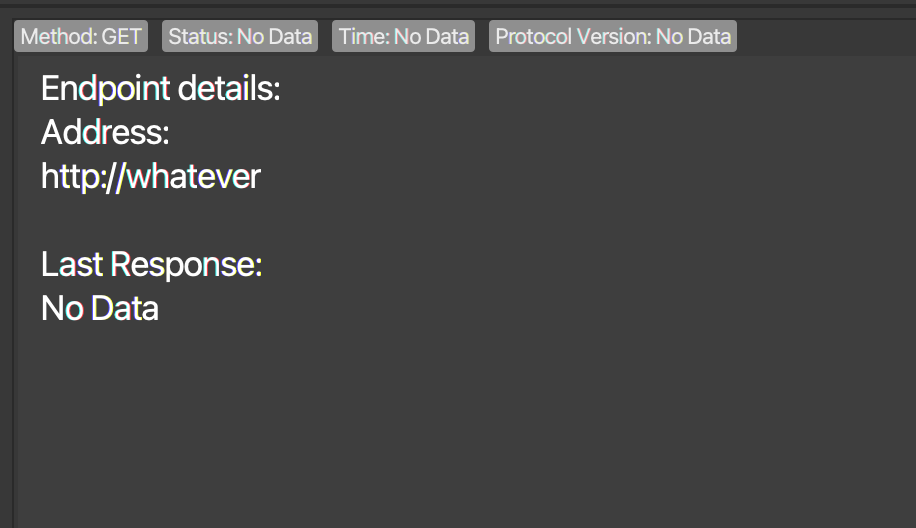 Method: GET Status: No Data Time: No Data Protocol Version: No Data
Endpoint details:
Address:
http://whatever
Last Response:
No Data